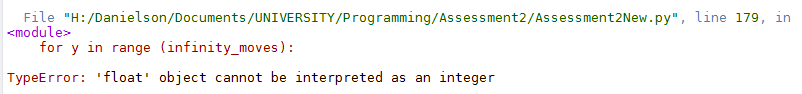 File "H:/Danielson/Documents/UNIVERSITY/Programming/Assessment2/Assessment2New.py", line 179, in
<module>
for y in range (infinity_moves):
TypeError: 'float' object cannot be interpreted as an integer